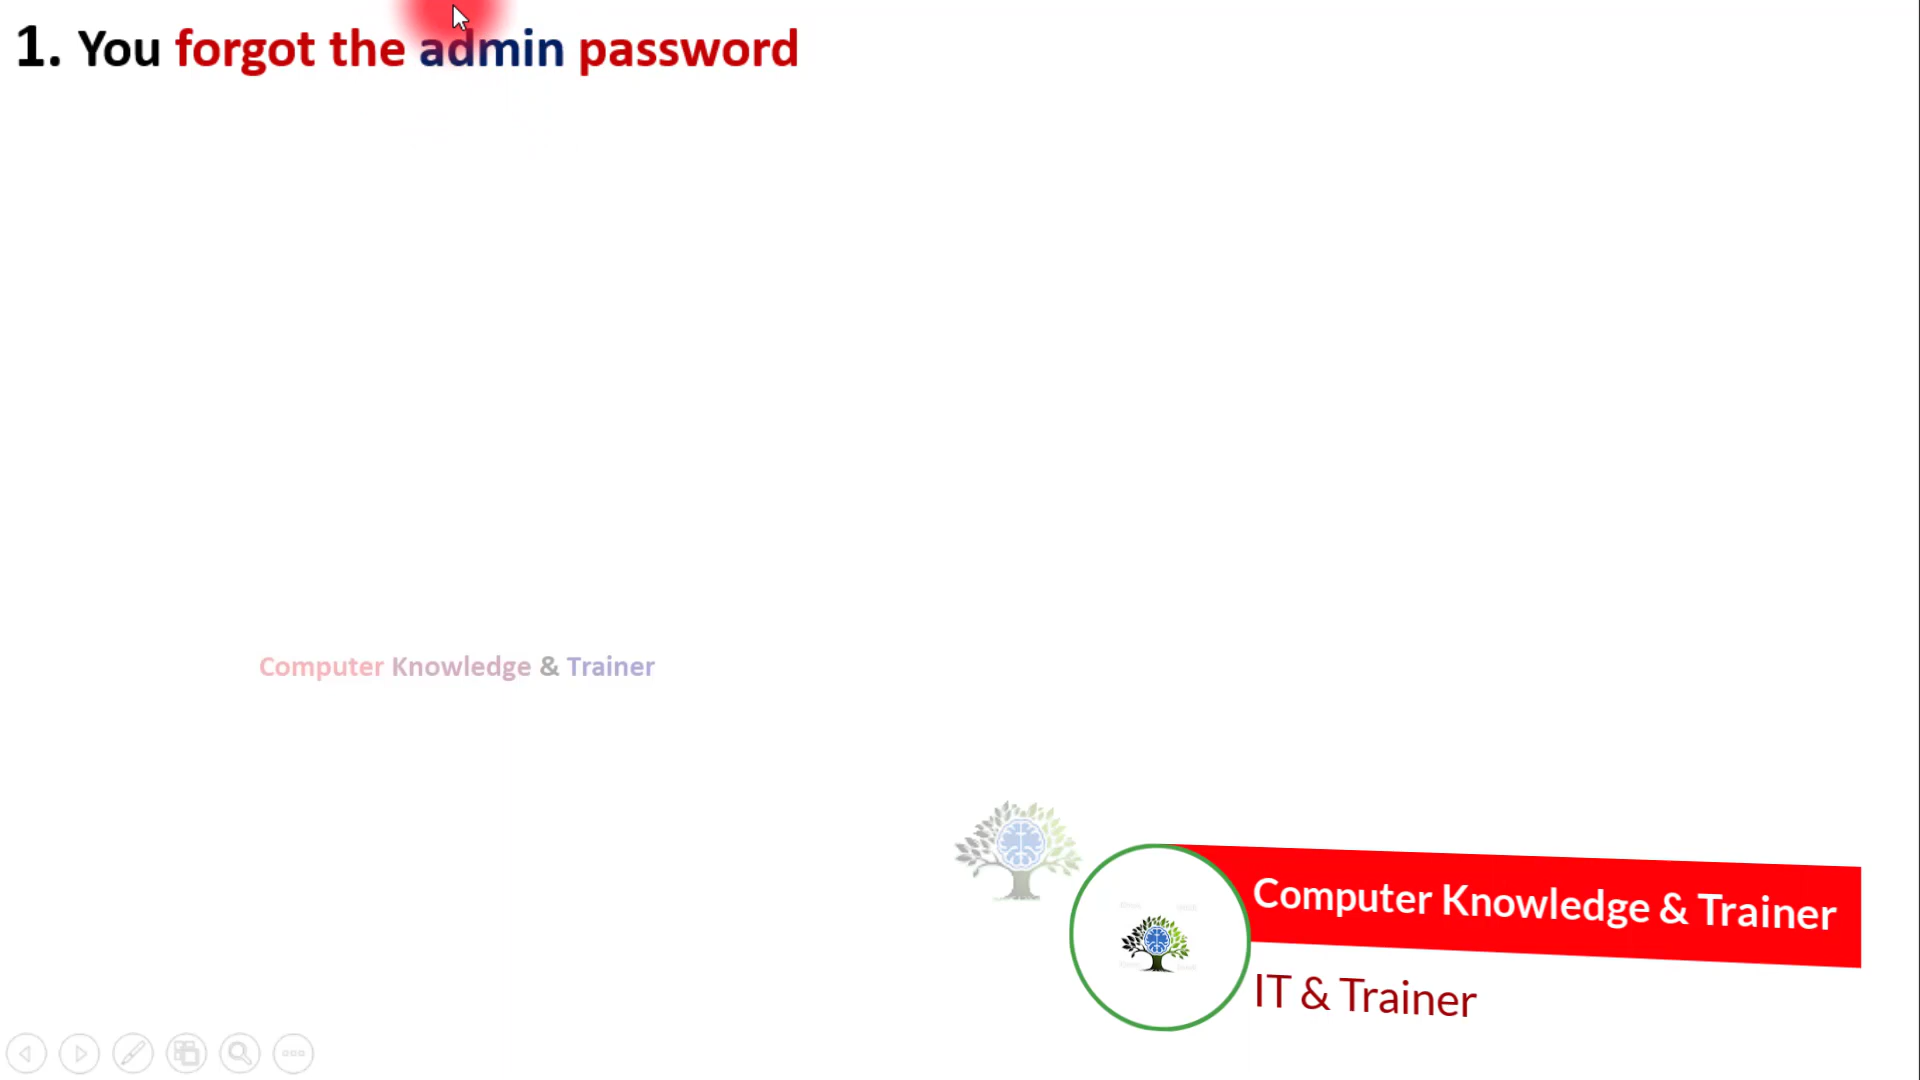 1. You forgot the admin password
Computer Knowledge & Trainer
Computer Knowledge & Trainer
IT & Trainer